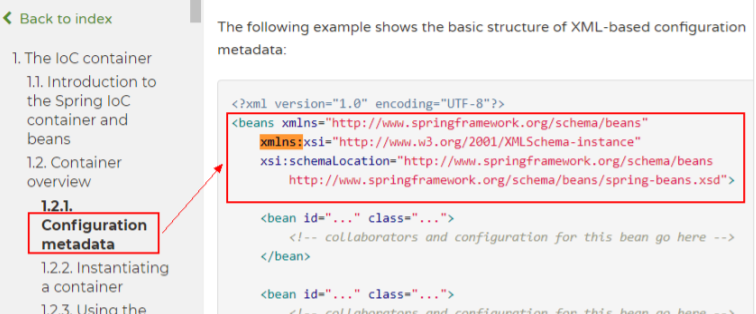 Back to index
1. The IoC container
1.1. Introduction to
the Spring IoC
container and
beans
1.2. Container
overview
1.2.1.
Configuration
metadata
1.2.2. Instantiating
a container
1.2.3. Using the
The following example shows the basic structure of XML-based configuration
metadata:
<?xml version="1.0" encoding="UTF-8"?>
<beans xmlns="http://www.springframework.org/schema/beans"
xmlns:xsi="http://www.w3.org/2001/XMLSchema-instance"
xsi:schemaLocation="http://www.springframework.org/schema/beans
http://www.springframework.org/schema/beans/spring-beans.xsd">
<bean id="..." class="...">
<!-- collaborators and configuration for this bean go here -->
</bean>
<bean id="..." class="...">
<!-- collaborators and configuration for this bean go here -->